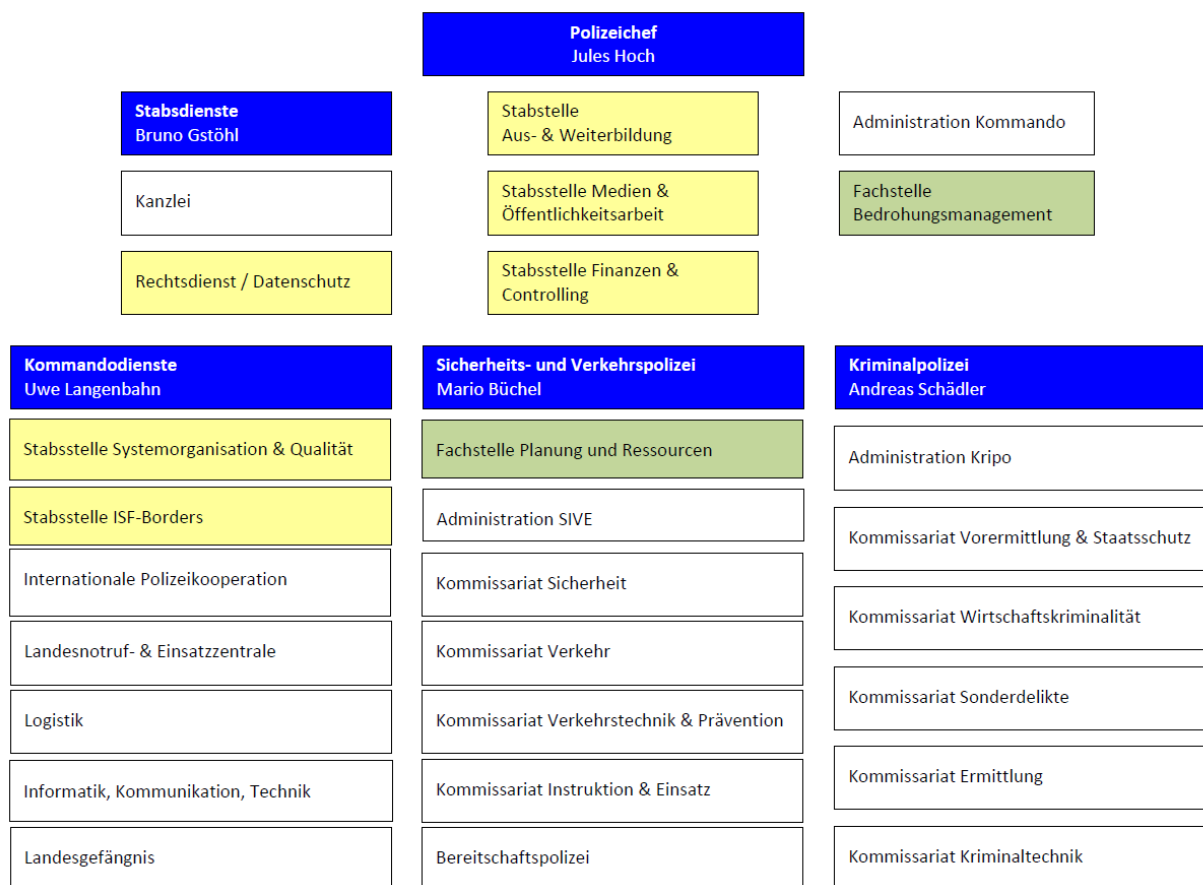 Polizeichef
Jules Hoch
Stabsdienste
Bruno Gstöhl
Kanzlei
Rechtsdienst / Datenschutz
Stabstelle
Aus- & Weiterbildung
Stabsstelle Medien &
Öffentlichkeitsarbeit
Stabsstelle Finanzen &
Controlling
Administration Kommando
Fachstelle
Bedrohungsmanagement
Kommandodienste
Uwe Langenbahn
Stabsstelle Systemorganisation & Qualität
Stabsstelle ISF-Borders
Internationale Polizeikooperation
Landesnotruf- & Einsatzzentrale
Logistik
Informatik, Kommunikation, Technik
Landesgefängnis
Sicherheits- und Verkehrspolizei
Mario Büchel
Fachstelle Planung und Ressourcen
Administration SIVE
Kommissariat Sicherheit
Kommissariat Verkehr
Kommissariat Verkehrstechnik & Prävention
Kommissariat Instruktion & Einsatz
Bereitschaftspolizei
Kriminalpolizei
Andreas Schädler
Administration Kripo
Kommissariat Vorermittlung & Staatsschutz
Kommissariat Wirtschaftskriminalität
Kommissariat Sonderdelikte
Kommissariat Ermittlung
Kommissariat Kriminaltechnik